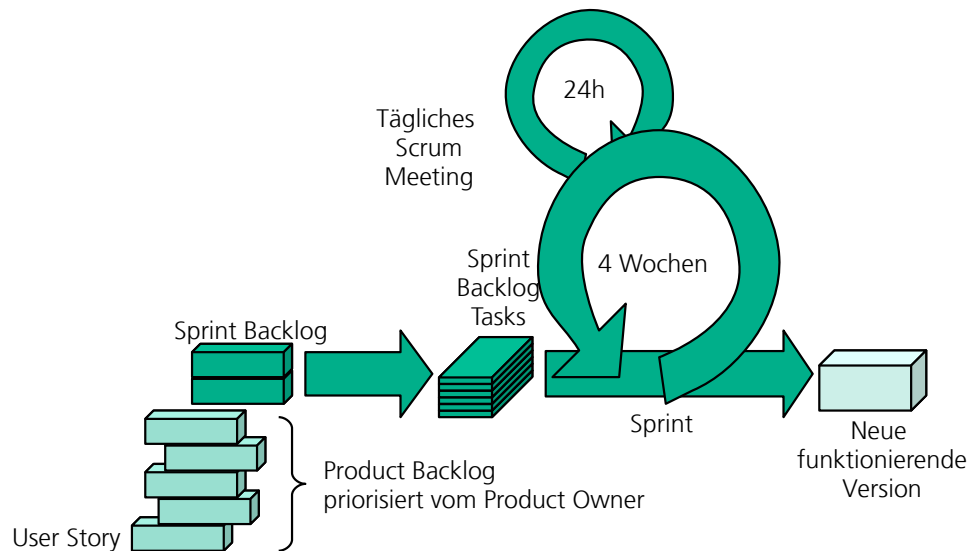 24h
Tägliches
Scrum
Meeting
Sprint
Backlog
Tasks
4 Wochen
Sprint Backlog
Sprint
Neue
funktionierende
Version
Product Backlog
priorisiert vom Product Owner
User Story